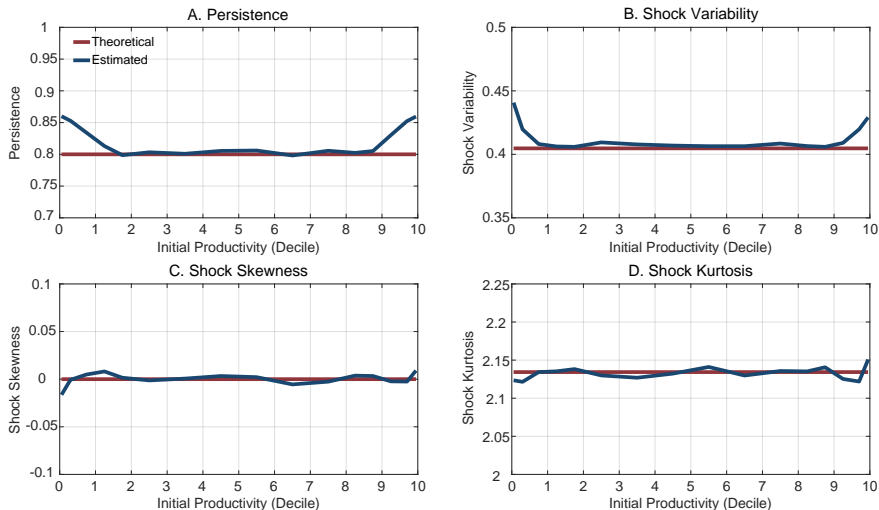 A. Persistence
1
0.95
0.9
0.85
0.8
0.75
0.7
Persistence
Theoretical
Estimated
0 1 2 3 4 5 6 7 8 9 10
Initial Productivity (Decile)
B. Shock Variability
0.5
0.45
0.4
0.35
Shock Variability
0 1 2 3 4 5 6 7 8 9 10
Initial Productivity (Decile)
C. Shock Skewness
0.1
0.05
0
-0.05
-0.1
Shock Skewness
0 1 2 3 4 5 6 7 8 9 10
Initial Productivity (Decile)
D. Shock Kurtosis
2.25
2.2
2.15
2.1
2.05
2
Shock Kurtosis
0 1 2 3 4 5 6 7 8 9 10
Initial Productivity (Decile)